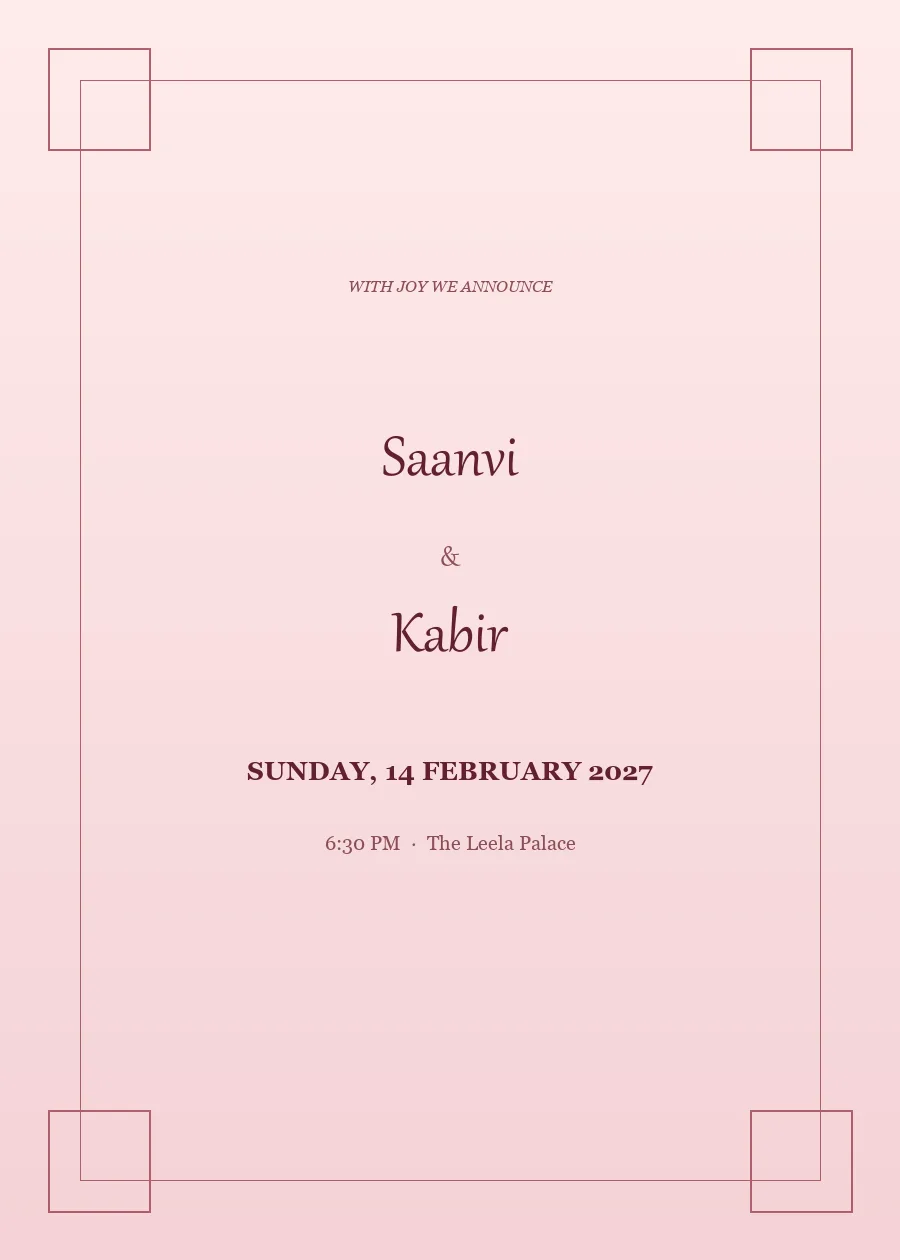 WITH JOY WE ANNOUNCE
Saanvi
&
Kabir
SUNDAY, 14 FEBRUARY 2027
6:30 PM · The Leela Palace